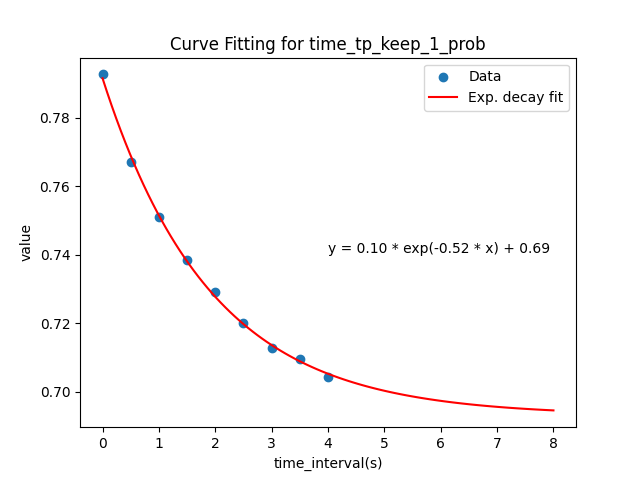 Curve Fitting for time_tp_keep_1_prob
Data
Exp. decay fit
value
0.78
0.76
0.74
0.72
0.70
y = 0.10 * exp(-0.52 * x) + 0.69
0 1 2 3 4 5 6 7 8
time_interval(s)